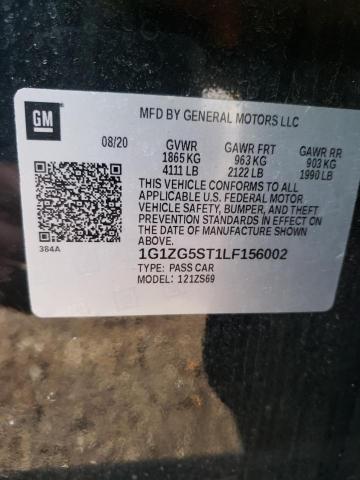 GM
MFD BY GENERAL MOTORS LLC
08/20 GVWR GAWR FRT GAWR RR
1865 KG 963 KG 903 KG
4111 LB 2122 LB 1990 LB
THIS VEHICLE CONFORMS TO ALL
APPLICABLE U.S. FEDERAL MOTOR
VEHICLE SAFETY, BUMPER, AND THEFT
PREVENTION STANDARDS IN EFFECT ON
DATE OF MANUFACTURE SHOWN ABOVE.
384A
1G1ZG5ST1LF156002
TYPE: PASS CAR
MODEL: 121ZS69